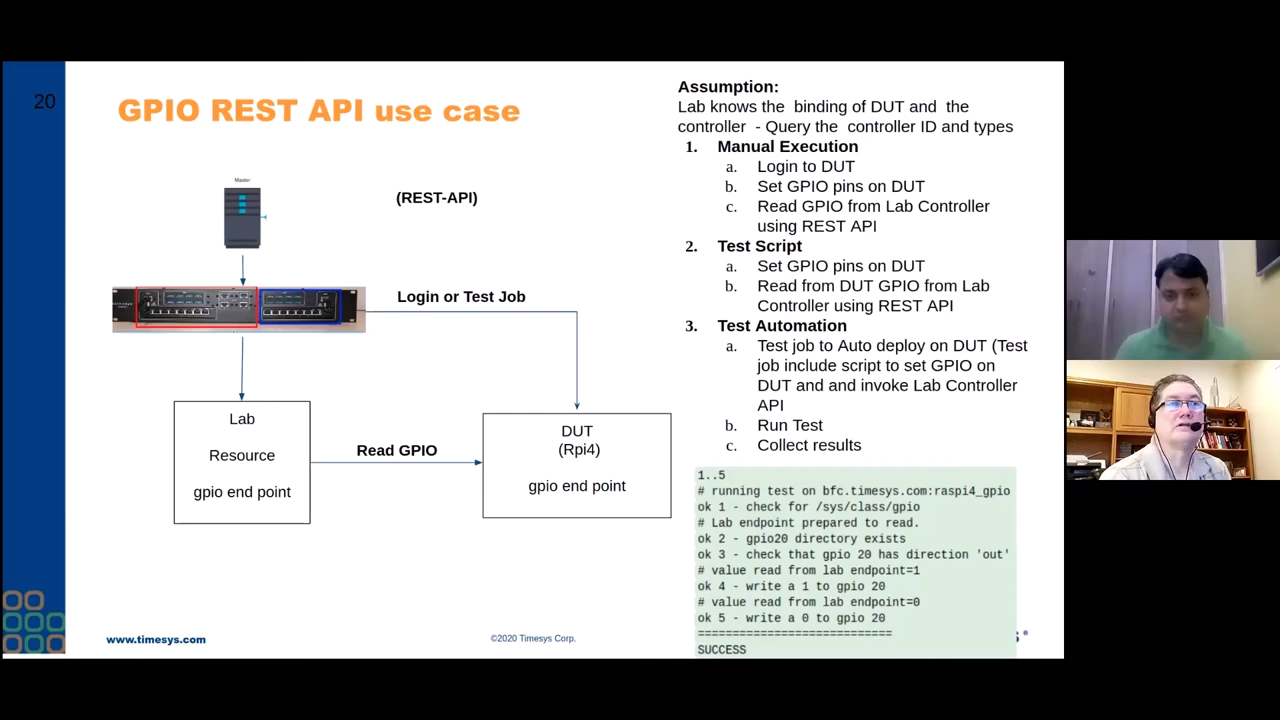 20
GPIO REST API use case
Master
(REST-API)
Login or Test Job
Lab
Resource
gpio end point
Read GPIO
DUT
(Rpi4)
gpio end point
Assumption:
Lab knows the binding of DUT and the
controller - Query the controller ID and types
1. Manual Execution
a. Login to DUT
b. Set GPIO pins on DUT
c. Read GPIO from Lab Controller
using REST API
2. Test Script
a. Set GPIO pins on DUT
b. Read from DUT GPIO from Lab
Controller using REST API
3. Test Automation
a. Test job to Auto deploy on DUT (Test
job include script to set GPIO on
DUT and and invoke Lab Controller
API
b. Run Test
c. Collect results
1..5
# running test on bfc.timesys.com:raspi4_gpio
ok 1 - check for /sys/class/gpio
# Lab endpoint prepared to read.
ok 2 - gpio20 directory exists
ok 3 - check that gpio 20 has direction 'out'
# value read from lab endpoint=1
ok 4 - write a 1 to gpio 20
# value read from lab endpoint=0
ok 5 - write a 0 to gpio 20
============================
SUCCESS
www.timesys.com
©2020 Timesys Corp.